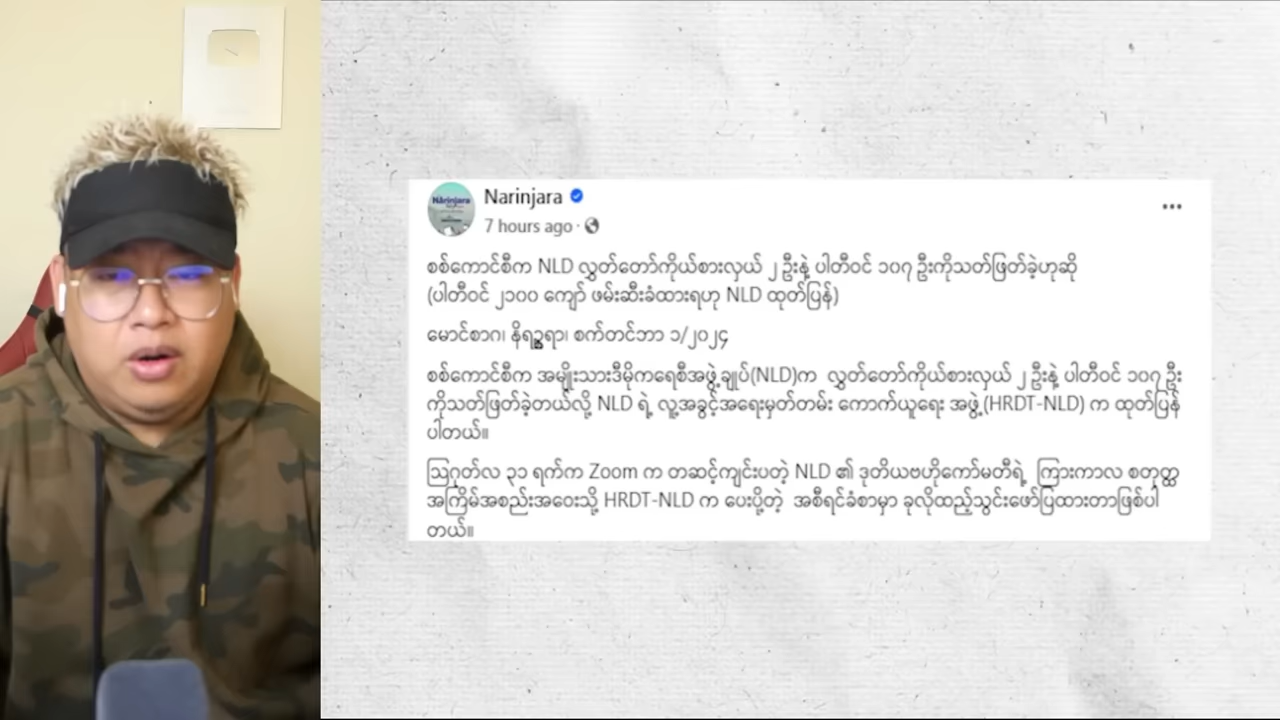 Narinjara
Narinjara
7 hours ago
စစ်ကောင်စီက NLD လွှတ်တော်ကိုယ်စားလှယ် ၂ ဦးနဲ့ ပါတီဝင် ၁၀၇ ဦးကိုသတ်ဖြတ်ခဲ့ဟုဆို
(ပါတီဝင် ၂၁၀၀ ကျော် ဖမ်းဆီးခံထားရဟု NLD ထုတ်ပြန်)
မောင်စာဂ၊ နိရဉ္စရာ၊ စက်တင်ဘာ ၁/၂၀၂၄
စစ်ကောင်စီက အမျိုးသားဒီမိုကရေစီအဖွဲ့ချုပ်(NLD)က လွှတ်တော်ကိုယ်စားလှယ် ၂ ဦးနဲ့ ပါတီဝင် ၁၀၇ ဦး
ကိုသတ်ဖြတ်ခဲ့တယ်လို့ NLD ရဲ့ လူ့အခွင့်အရေးမှတ်တမ်း ကောက်ယူရေး အဖွဲ့(HRDT-NLD) က ထုတ်ပြန်
ပါတယ်။
ဩဂုတ်လ ၃၁ ရက်က Zoom က တဆင့်ကျင်းပတဲ့ NLD ၏ ဒုတိယဗဟိုကော်မတီရဲ့ ကြားကာလ စတုတ္ထ
အကြိမ်အစည်းအဝေးသို့ HRDT-NLD က ပေးပို့တဲ့ အစီရင်ခံစာမှာ ခုလိုထည့်သွင်းဖော်ပြထားတာဖြစ်ပါ
တယ်။